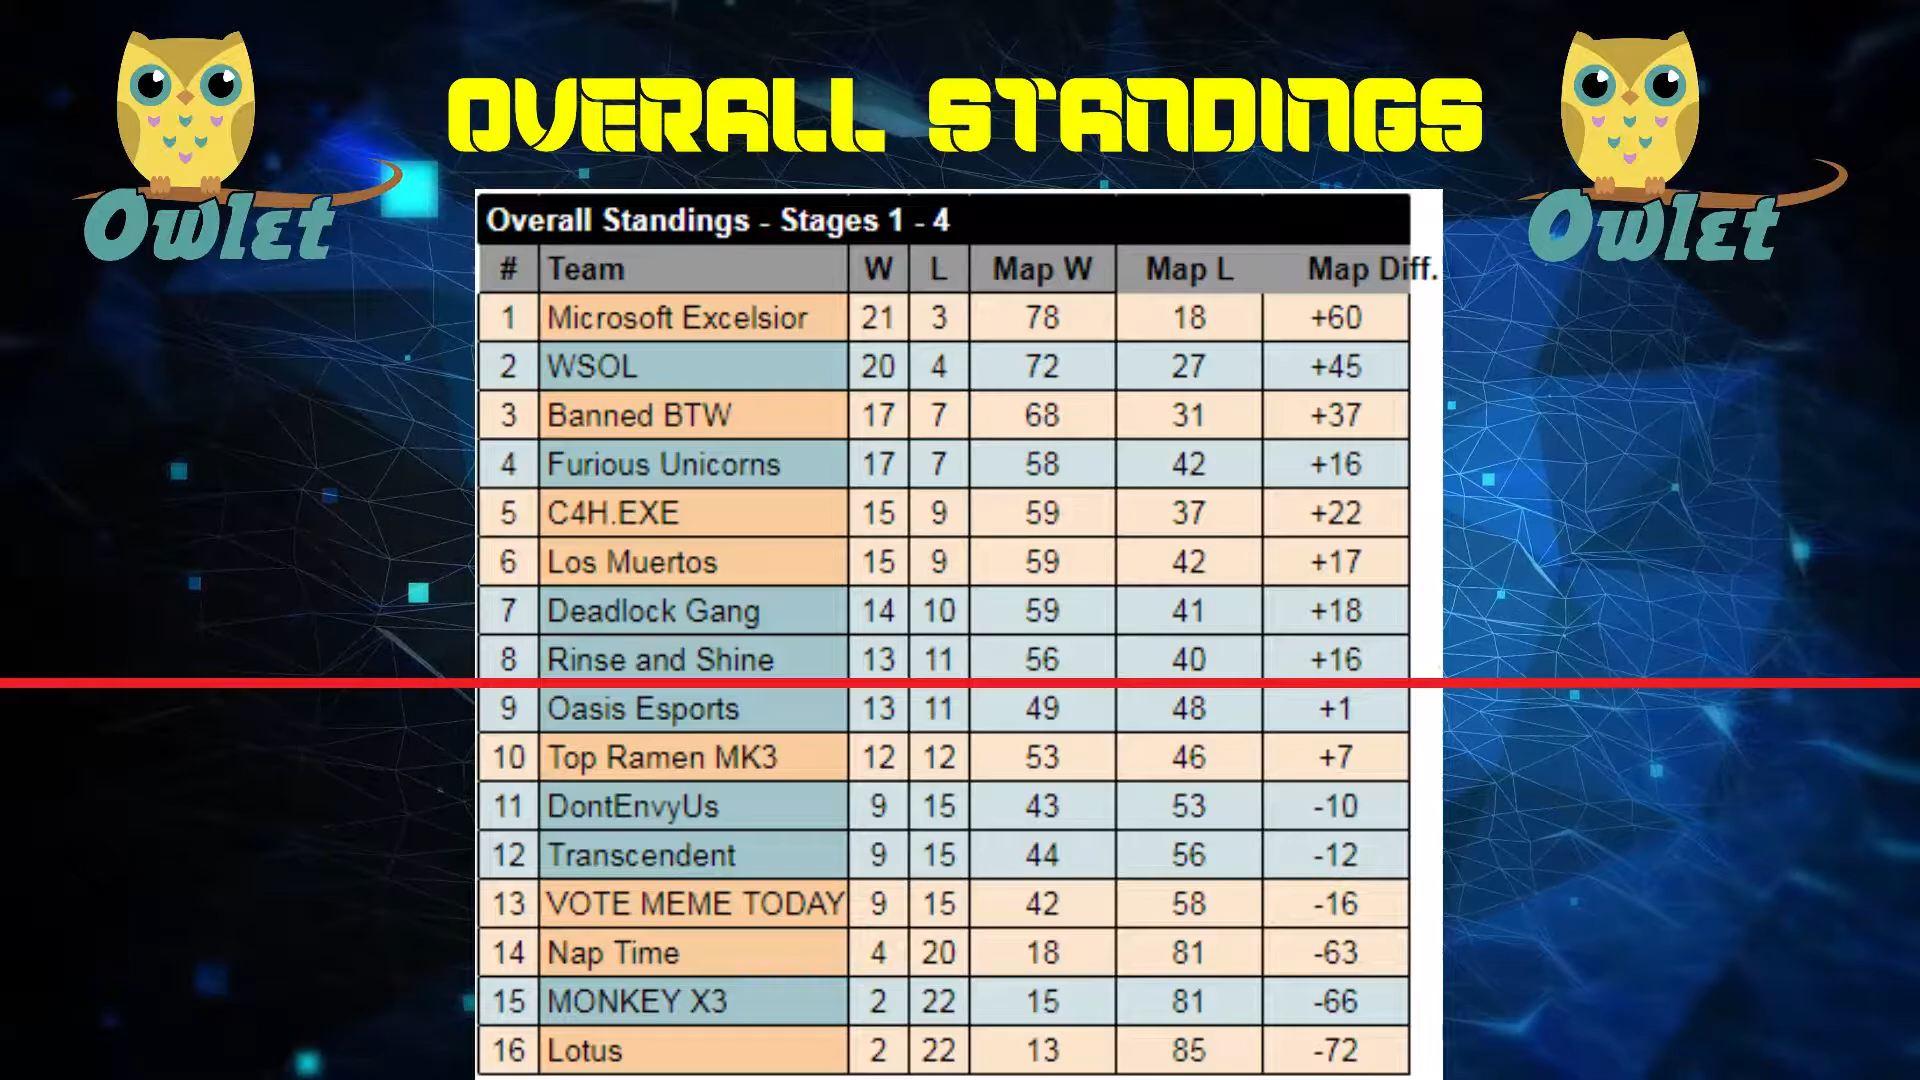 OVERALL STANDINGS
Owlet
Owlet
Overall Standings - Stages 1 - 4
# Team W L Map W Map L Map Diff.
1 Microsoft Excelsior 21 3 78 18 +60
2 WSOL 20 4 72 27 +45
3 Banned BTW 17 7 68 31 +37
4 Furious Unicorns 17 7 58 42 +16
5 C4H.EXE 15 9 59 37 +22
6 Los Muertos 15 9 59 42 +17
7 Deadlock Gang 14 10 59 41 +18
8 Rinse and Shine 13 11 56 40 +16
9 Oasis Esports 13 11 49 48 +1
10 Top Ramen MK3 12 12 53 46 +7
11 DontEnvyUs 9 15 43 53 -10
12 Transcendent 9 15 44 56 -12
13 VOTE MEME TODAY 9 15 42 58 -16
14 Nap Time 4 20 18 81 -63
15 MONKEY X3 2 22 15 81 -66
16 Lotus 2 22 13 85 -72